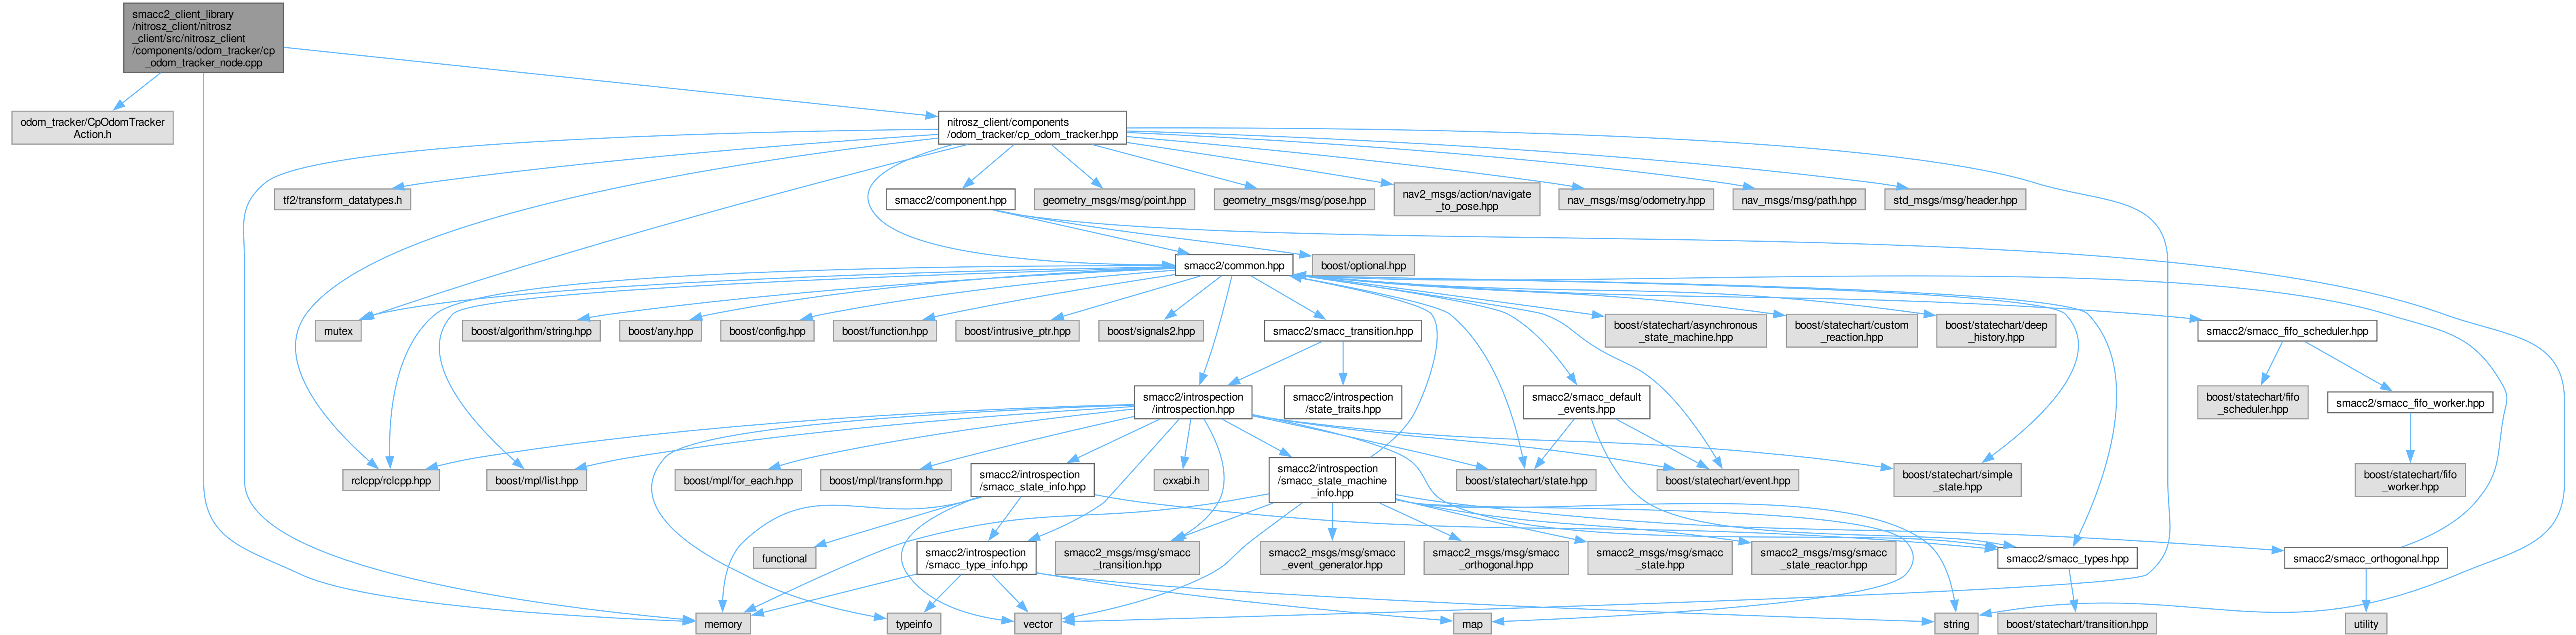 smacc2_client_library
/nitrosz_client/nitrosz
_client/src/nitrosz_client
/components/odom_tracker/cp
_odom_tracker_node.cpp
odom_tracker/CpOdomTracker
Action.h
nitrosz_client/components
/odom_tracker/cp_odom_tracker.hpp
tf2/transform_datatypes.h
smacc2/component.hpp
geometry_msgs/msg/point.hpp
geometry_msgs/msg/pose.hpp
nav2_msgs/action/navigate
_to_pose.hpp
nav_msgs/msg/odometry.hpp
nav_msgs/msg/path.hpp
std_msgs/msg/header.hpp
smacc2/common.hpp
boost/optional.hpp
mutex
boost/algorithm/string.hpp
boost/any.hpp
boost/config.hpp
boost/function.hpp
boost/intrusive_ptr.hpp
boost/signals2.hpp
smacc2/smacc_transition.hpp
boost/statechart/asynchronous
_state_machine.hpp
boost/statechart/custom
_reaction.hpp
boost/statechart/deep
_history.hpp
smacc2/smacc_fifo_scheduler.hpp
smacc2/introspection
/introspection.hpp
smacc2/introspection
/state_traits.hpp
smacc2/smacc_default
_events.hpp
boost/statechart/fifo
_scheduler.hpp
smacc2/smacc_fifo_worker.hpp
rclcpp/rclcpp.hpp
boost/mpl/list.hpp
boost/mpl/for_each.hpp
boost/mpl/transform.hpp
smacc2/introspection
/smacc_state_info.hpp
cxxabi.h
smacc2/introspection
/smacc_state_machine
_info.hpp
boost/statechart/state.hpp
boost/statechart/event.hpp
boost/statechart/simple
_state.hpp
boost/statechart/fifo
_worker.hpp
functional
smacc2/introspection
/smacc_type_info.hpp
smacc2_msgs/msg/smacc
_transition.hpp
smacc2_msgs/msg/smacc
_event_generator.hpp
smacc2_msgs/msg/smacc
_orthogonal.hpp
smacc2_msgs/msg/smacc
_state.hpp
smacc2_msgs/msg/smacc
_state_reactor.hpp
smacc2/smacc_types.hpp
smacc2/smacc_orthogonal.hpp
memory
typeinfo
vector
map
string
boost/statechart/transition.hpp
utility